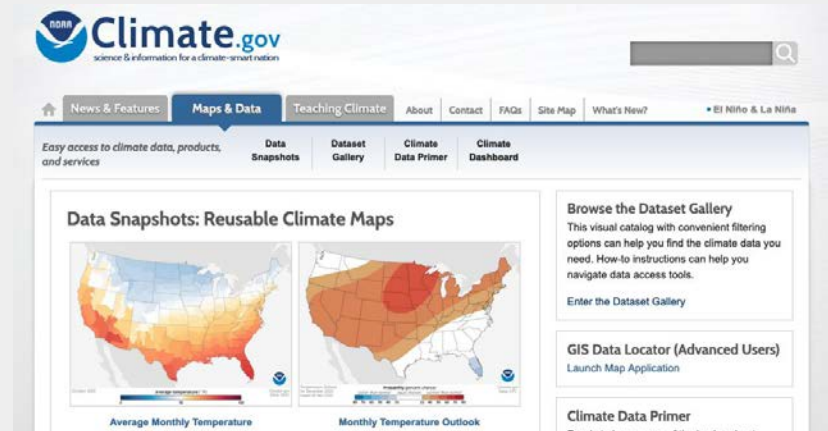 NOAA
Climate.gov
science & information for a climate-smart nation
News & Features
Maps & Data
Teaching Climate
About
Contact
FAQs
Site Map
What's New?
• El Niño & La Niña
Easy access to climate data, products,
and services
Data
Snapshots
Dataset
Gallery
Climate
Data Primer
Climate
Dashboard
Data Snapshots: Reusable Climate Maps
Average Monthly Temperature
Monthly Temperature Outlook
Browse the Dataset Gallery
This visual catalog with convenient filtering
options can help you find the climate data you
need. How-to instructions can help you
navigate data access tools.
Enter the Dataset Gallery
GIS Data Locator (Advanced Users)
Launch Map Application
Climate Data Primer